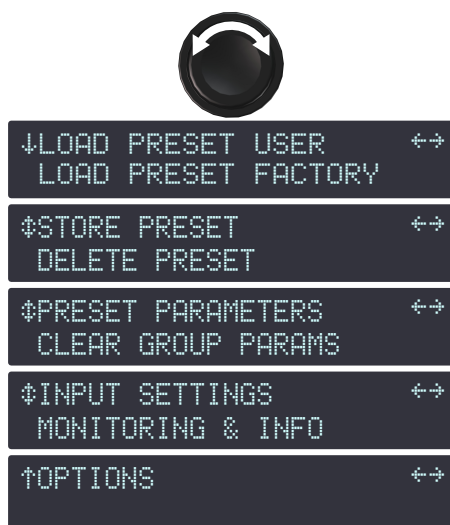 ↓LOAD PRESET USER ←→
LOAD PRESET FACTORY
↕STORE PRESET ←→
DELETE PRESET
↕PRESET PARAMETERS ←→
CLEAR GROUP PARAMS
↕INPUT SETTINGS ←→
MONITORING & INFO
↑OPTIONS ←→